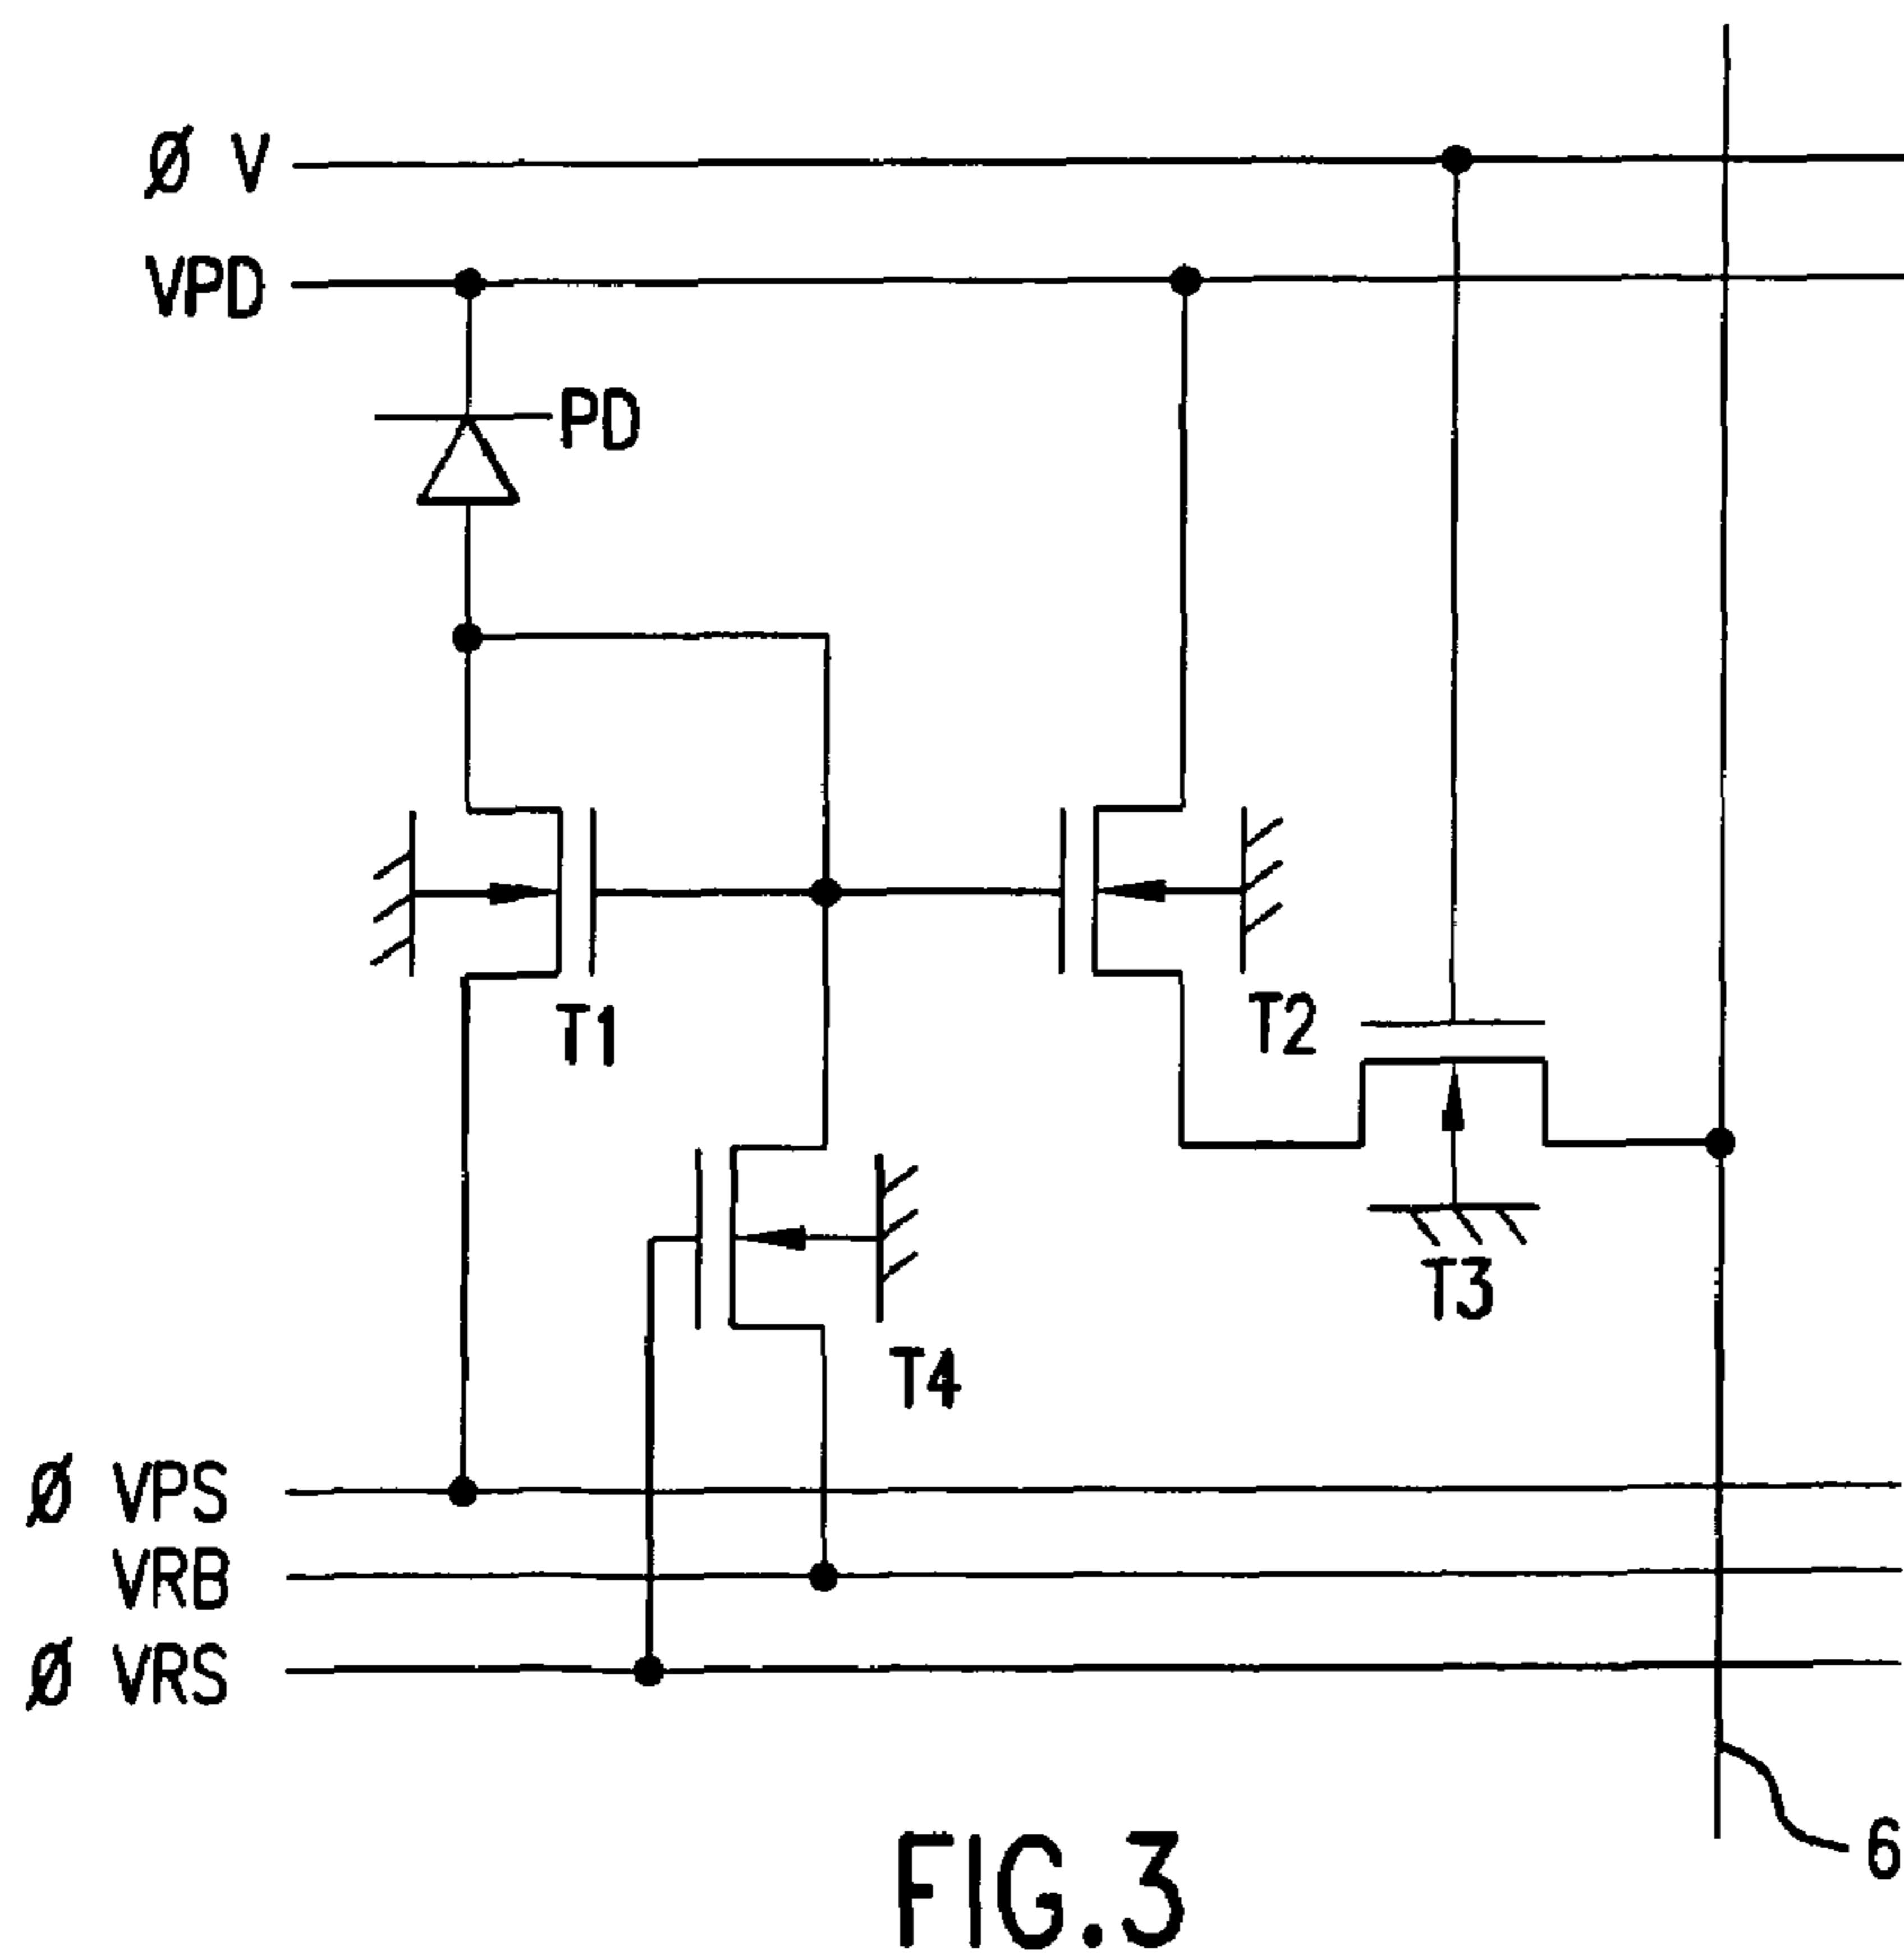 Ø V
VPD
PD
T1
T2
T3
T4
Ø VPS
VRB
Ø VRS
6
FIG.3